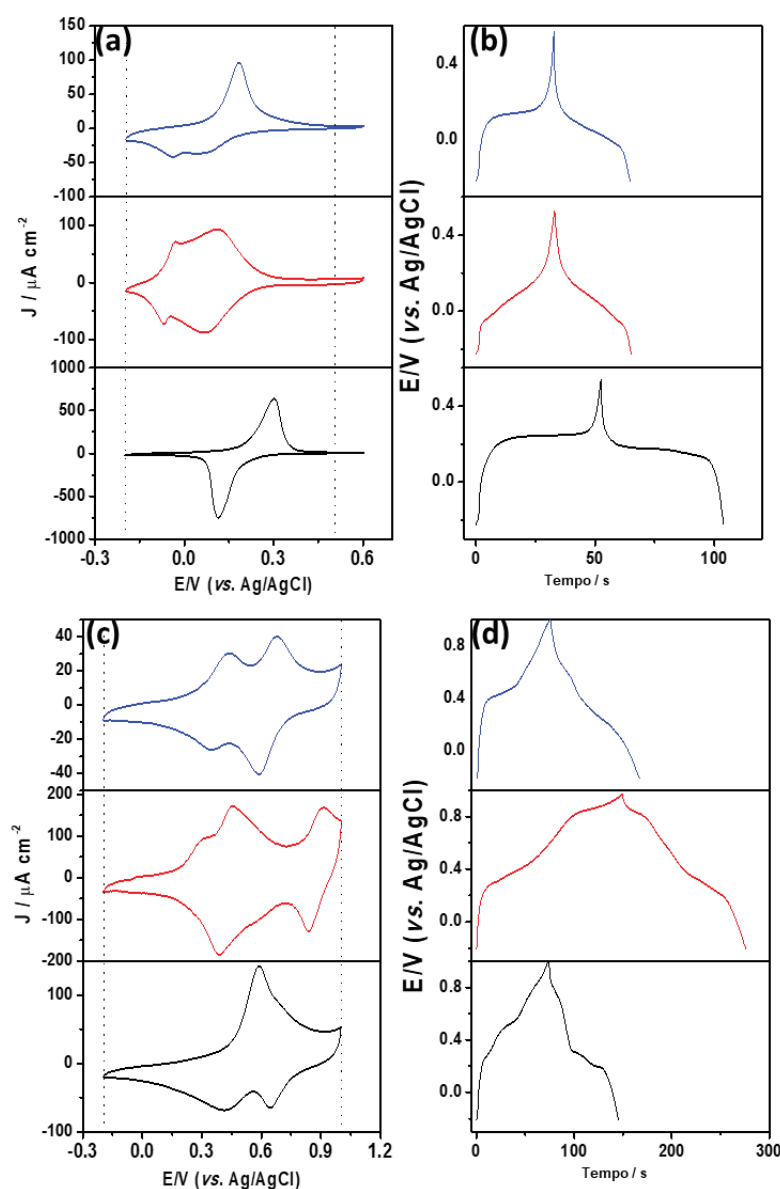 (a)
150
100
50
0
-50
-100
100
0
-100
1000
500
0
-500
-1000
-0.3 0.0 0.3 0.6
E/V (vs. Ag/AgCl)
J / μA cm⁻²
(b)
0.4
0.0
0.4
0.0
0.4
0.0
0 50 100
Tempo / s
E/V (vs. Ag/AgCl)
(c)
40
20
0
-20
-40
200
100
0
-100
-200
100
0
-100
-0.3 0.0 0.3 0.6 0.9 1.2
E/V (vs. Ag/AgCl)
J / μA cm⁻²
(d)
0.8
0.4
0.0
0.8
0.4
0.0
0.8
0.4
0.0
0 100 200 300
Tempo / s
E/V (vs. Ag/AgCl)